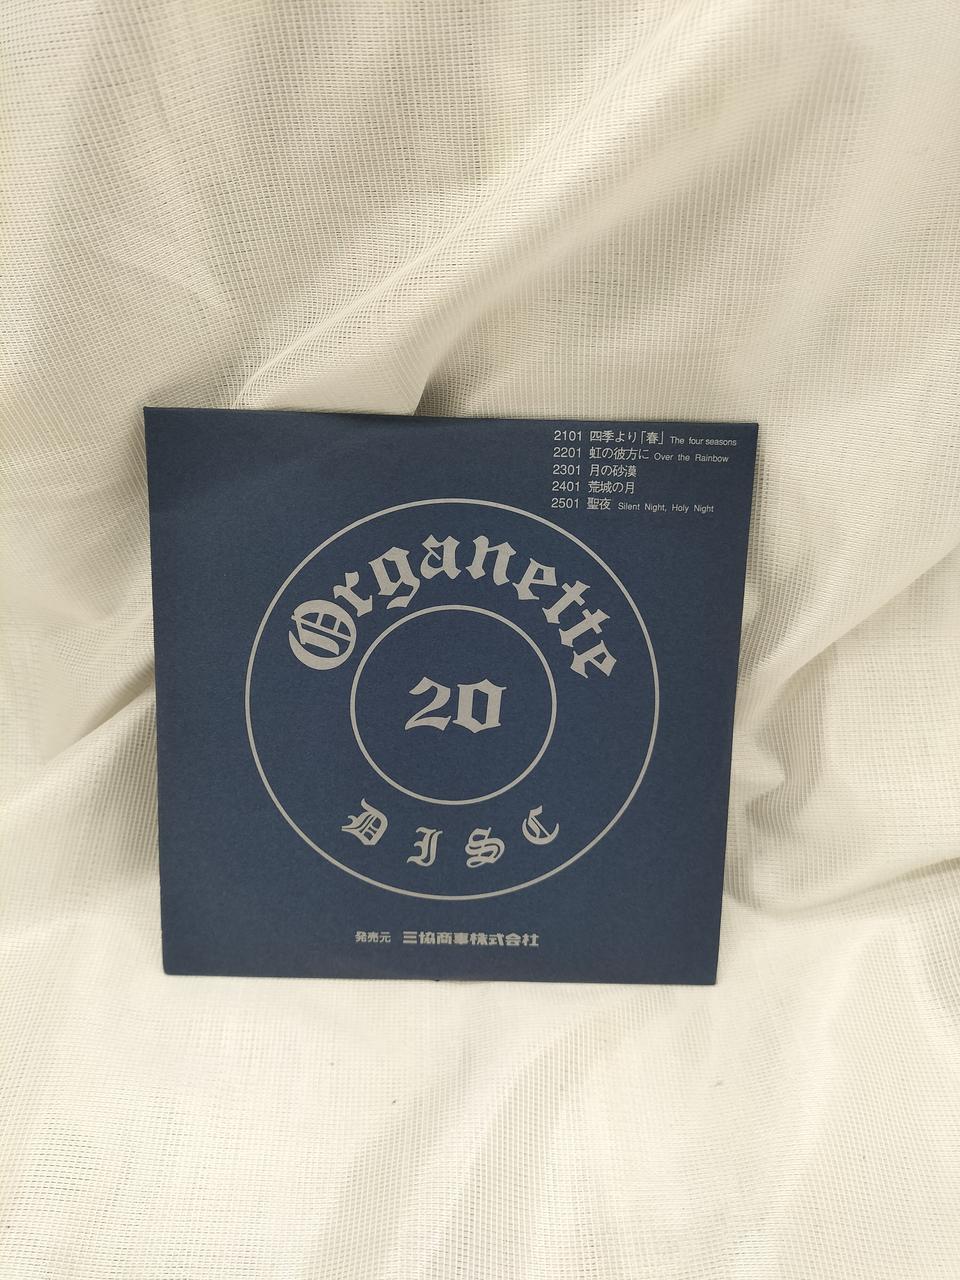 2101 四季より「春」 The four seasons
2201 虹の彼方に Over the Rainbow
2301 月の砂漠
2401 荒城の月
2501 聖夜 Silent Night, Holy Night
Organette
20
DISC
発売元 三協商事株式会社